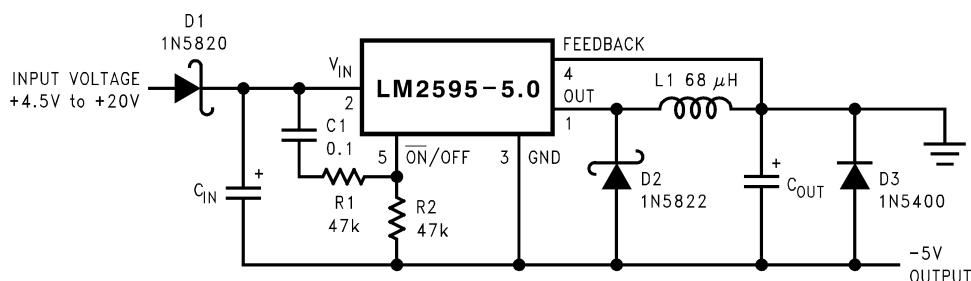 D1
1N5820
INPUT VOLTAGE
+4.5V to +20V
VIN
2
LM2595-5.0
FEEDBACK
4
OUT
1
L1 68 μH
C1
0.1
5
ON/OFF
3
GND
CIN
+
R1
47k
R2
47k
D2
1N5822
+
COUT
D3
1N5400
-5V
OUTPUT